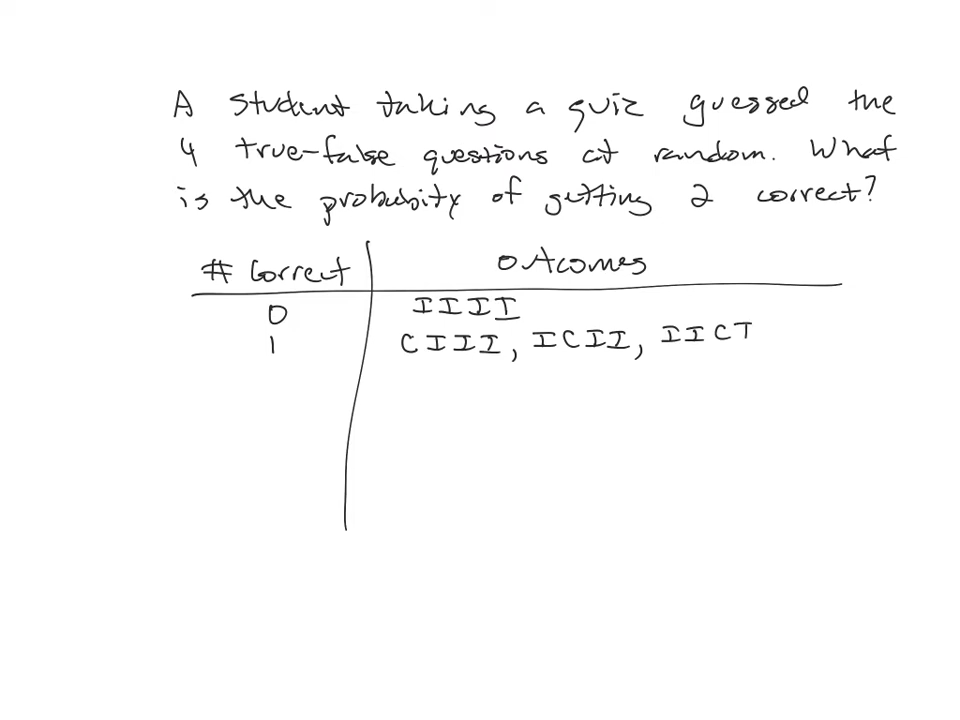 A student taking a quiz guessed the
4 true-false questions at random. What
is the probability of getting 2 correct?
# Correct outcomes
0 IIII
1 CIII, ICII, IICI